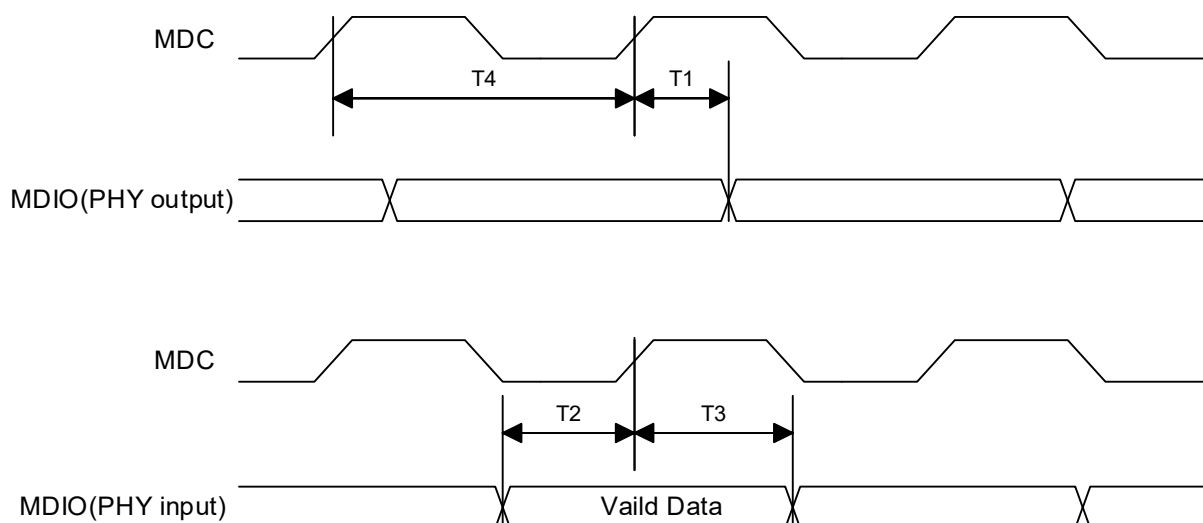 MDC
T4
T1
MDIO(PHY output)
MDC
T2
T3
MDIO(PHY input)
Vaild Data